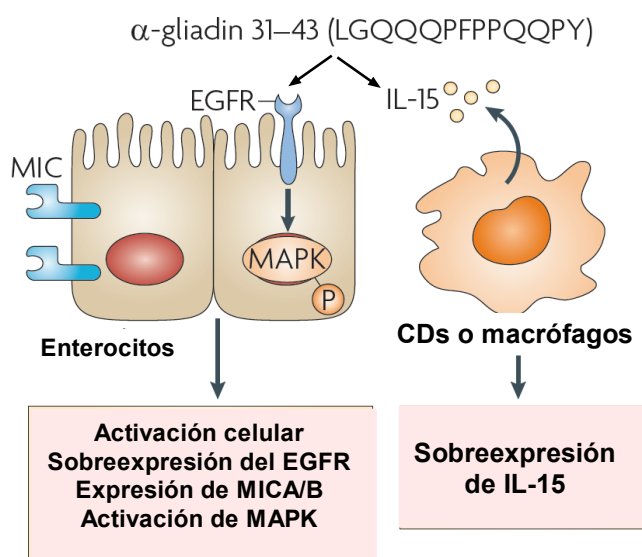 α-gliadin 31–43 (LGQQQPFPPQQPY)
EGFR
IL-15
MIC
MAPK
P
Enterocitos
CDs o macrófagos
Activación celular
Sobreexpresión del EGFR
Expresión de MICA/B
Activación de MAPK
Sobreexpresión
de IL-15